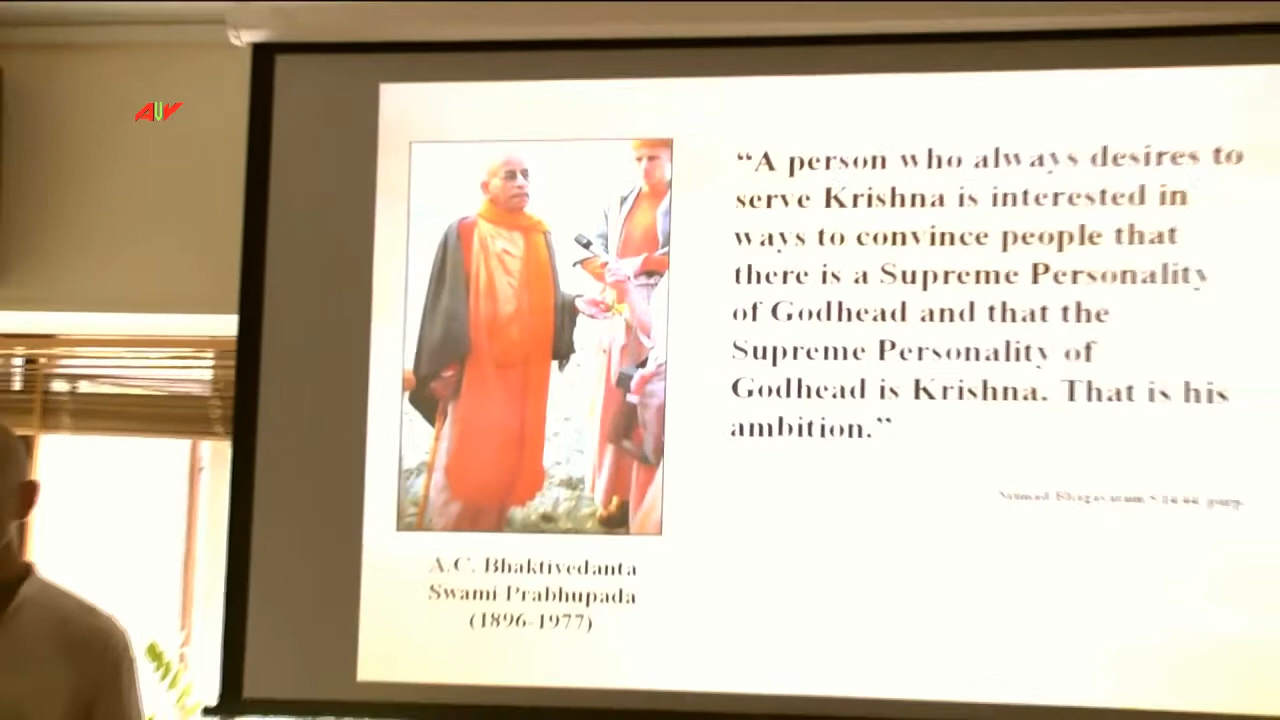 AVV
“A person who always desires to
serve Krishna is interested in
ways to convince people that
there is a Supreme Personality
of Godhead and that the
Supreme Personality of
Godhead is Krishna. That is his
ambition.”
A.C. Bhaktivedanta
Swami Prabhupada
(1896-1977)